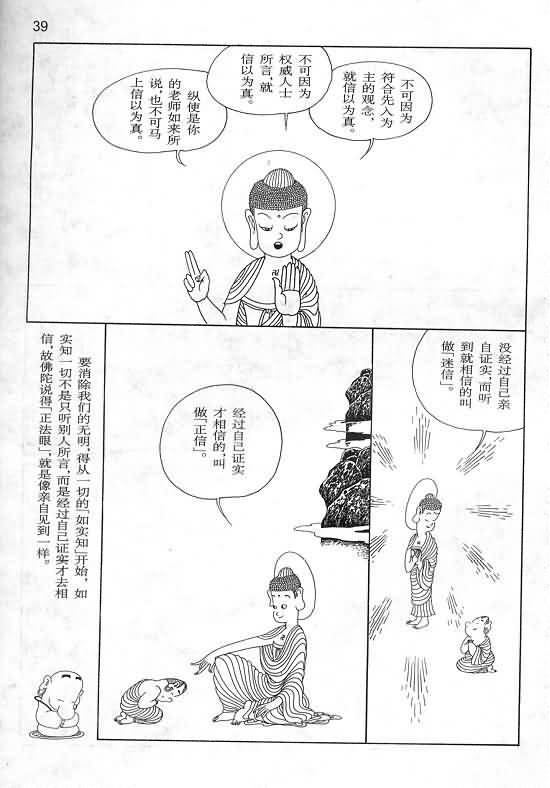 39
不可因为
符合先入为
主的观念，
就信以为真。
不可因为
权威人士
所言，就
信以为真。
纵使是你
的老师如来所
说，也不可马
上信以为真。
没经过自己亲
自证实，而听
到就相信的叫
做「迷信」。
经过自己证实
才相信的，叫
做「正信」。
要消除我们的无明，得从一切的「如实知」开始，如
实知一切不是只听别人所言，而是经过自己证实才去相
信，故佛陀说得「正法眼」，就是像亲自见到一样。